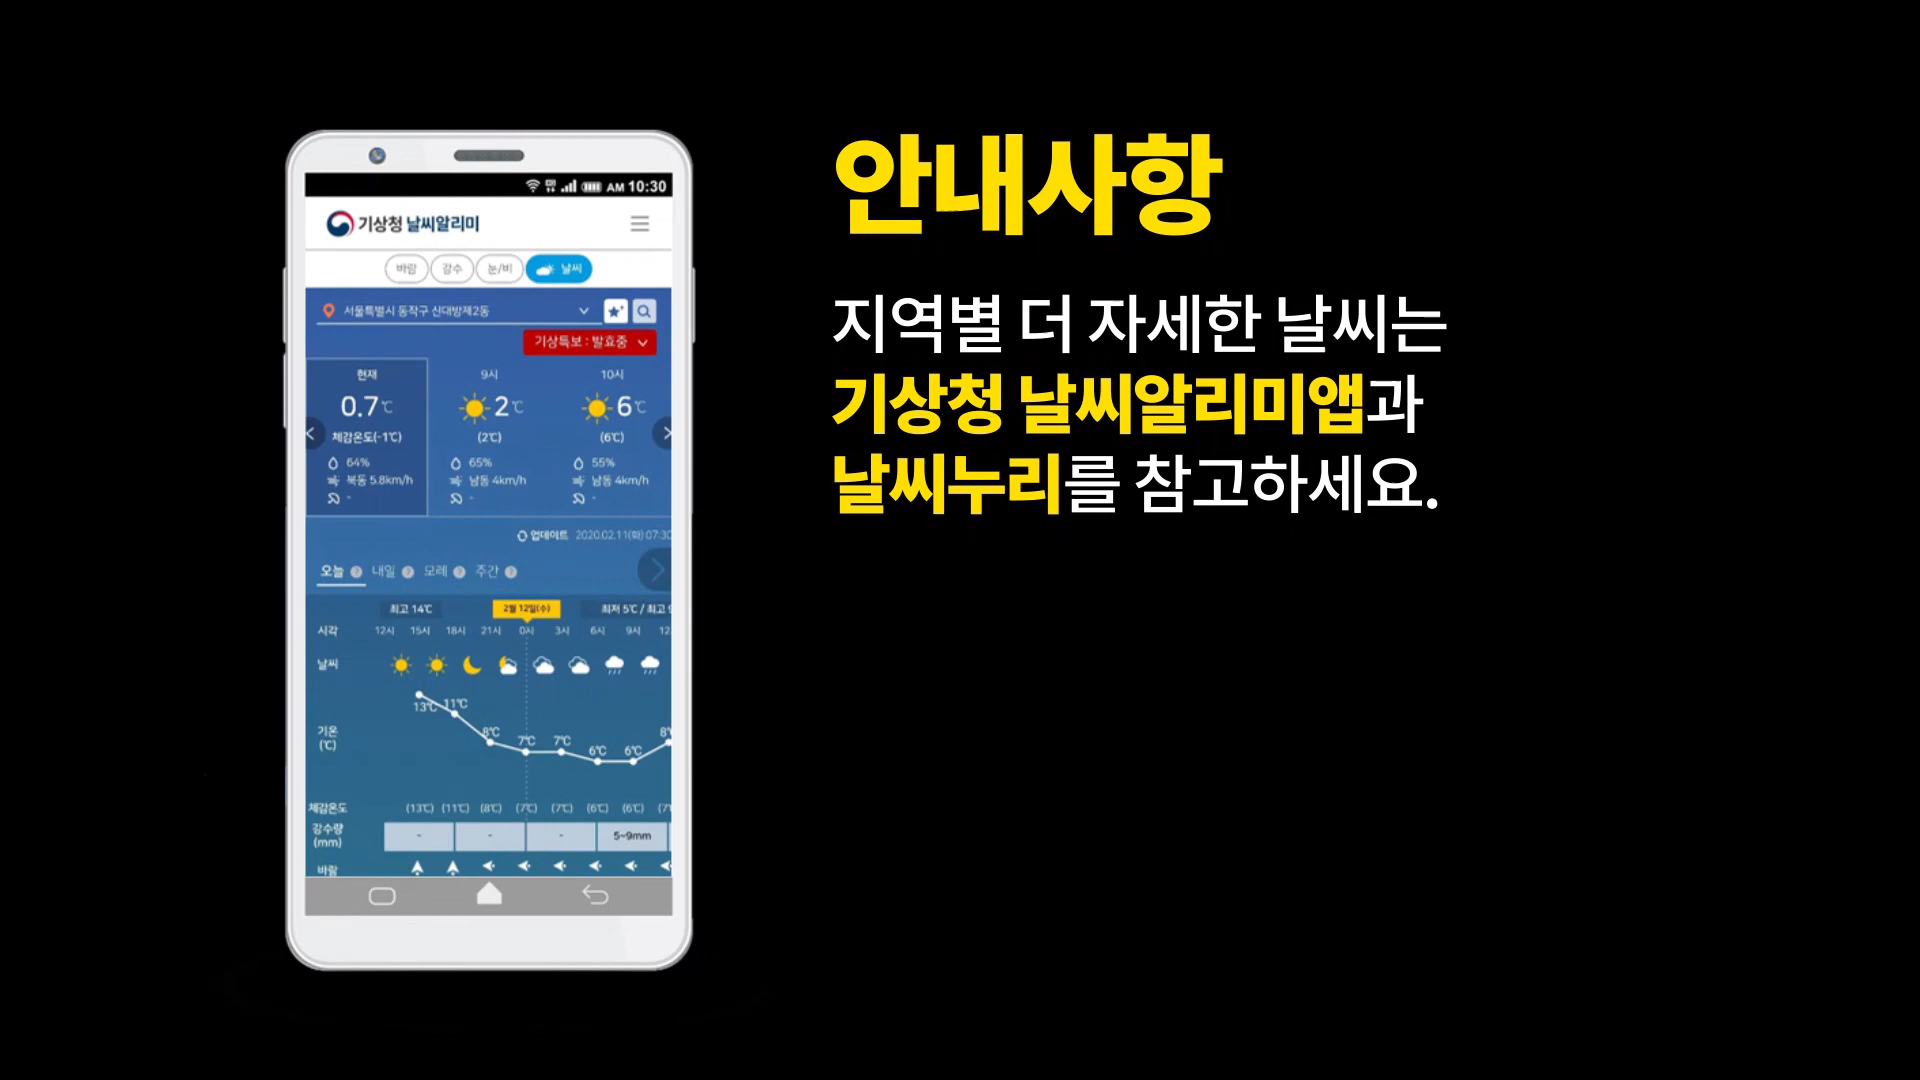 AM 10:30
기상청 날씨알리미
바람 강수 눈/비 날씨
서울특별시 동작구 신대방제2동
기상특보 : 발효중
현재 9시 10시
0.7℃ 2℃ 6℃
체감온도(-1℃) (2℃) (6℃)
64% 65% 55%
북동 5.8km/h 남동 4km/h 남동 4km/h
- - -
업데이트 2020.02.11(화) 07:30
오늘 내일 모레 주간
최고 14℃ 2월 12일(수) 최저 5℃ / 최고 9
시각 12시 15시 18시 21시 0시 3시 6시 9시 12
날씨
13℃ 11℃ 8℃ 7℃ 7℃ 6℃ 6℃ 8
기온
(℃)
체감온도 (13℃) (11℃) (8℃) (7℃) (7℃) (6℃) (6℃) (7
강수량
(mm) - - - 5~9mm
바람
안내사항
지역별 더 자세한 날씨는
기상청 날씨알리미앱과
날씨누리를 참고하세요.